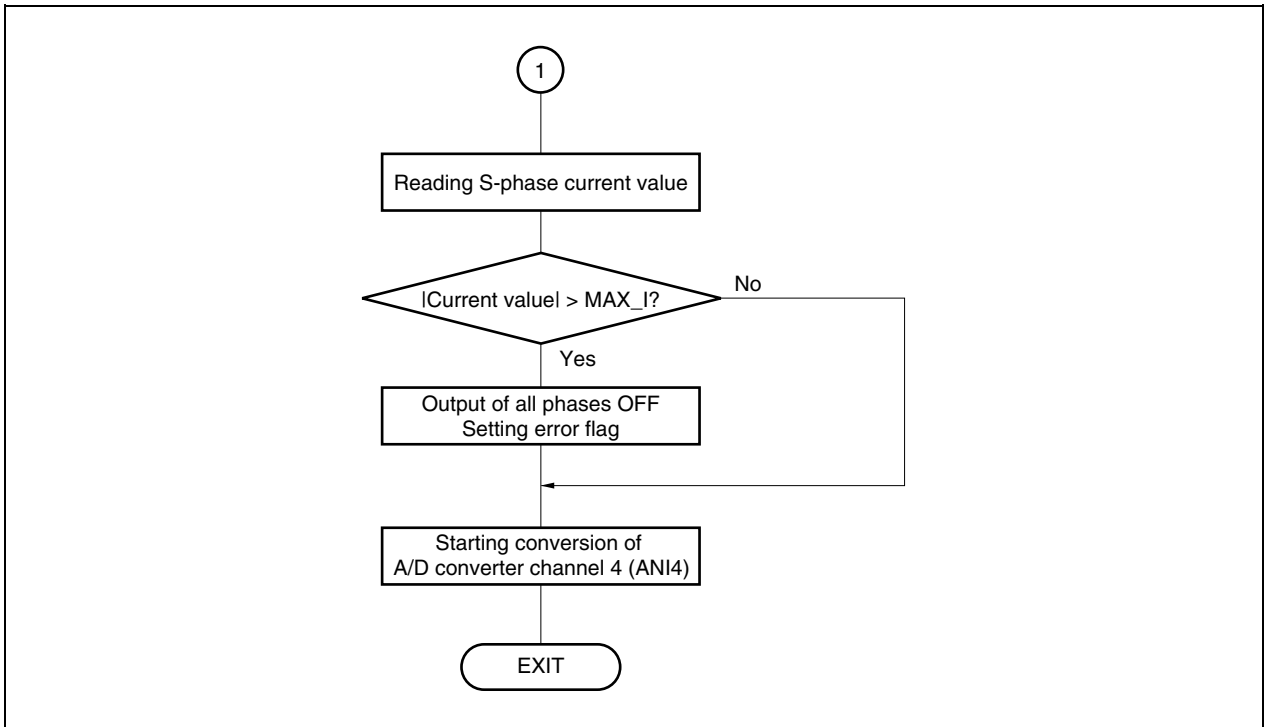 1
Reading S-phase current value
|Current value| > MAX_I?
No
Yes
Output of all phases OFF
Setting error flag
Starting conversion of
A/D converter channel 4 (ANI4)
EXIT